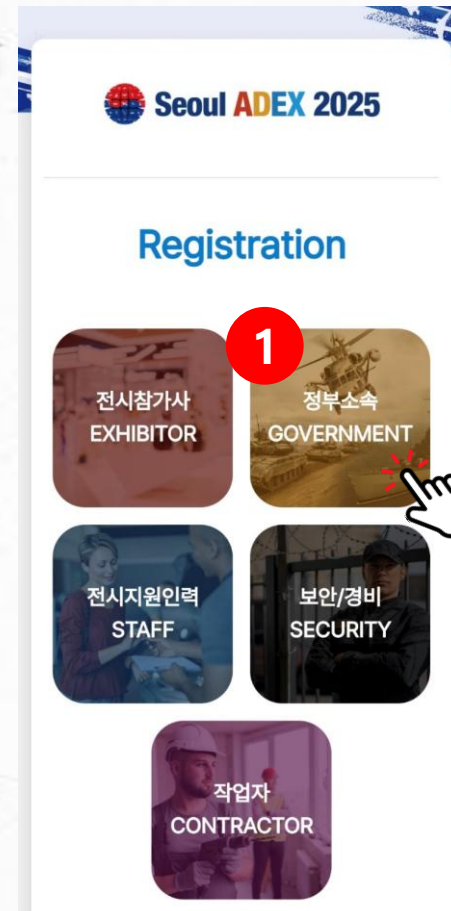 Seoul ADEX 2025
Registration
1
전시참가사
EXHIBITOR
정부소속
GOVERNMENT
전시지원인력
STAFF
보안/경비
SECURITY
작업자
CONTRACTOR